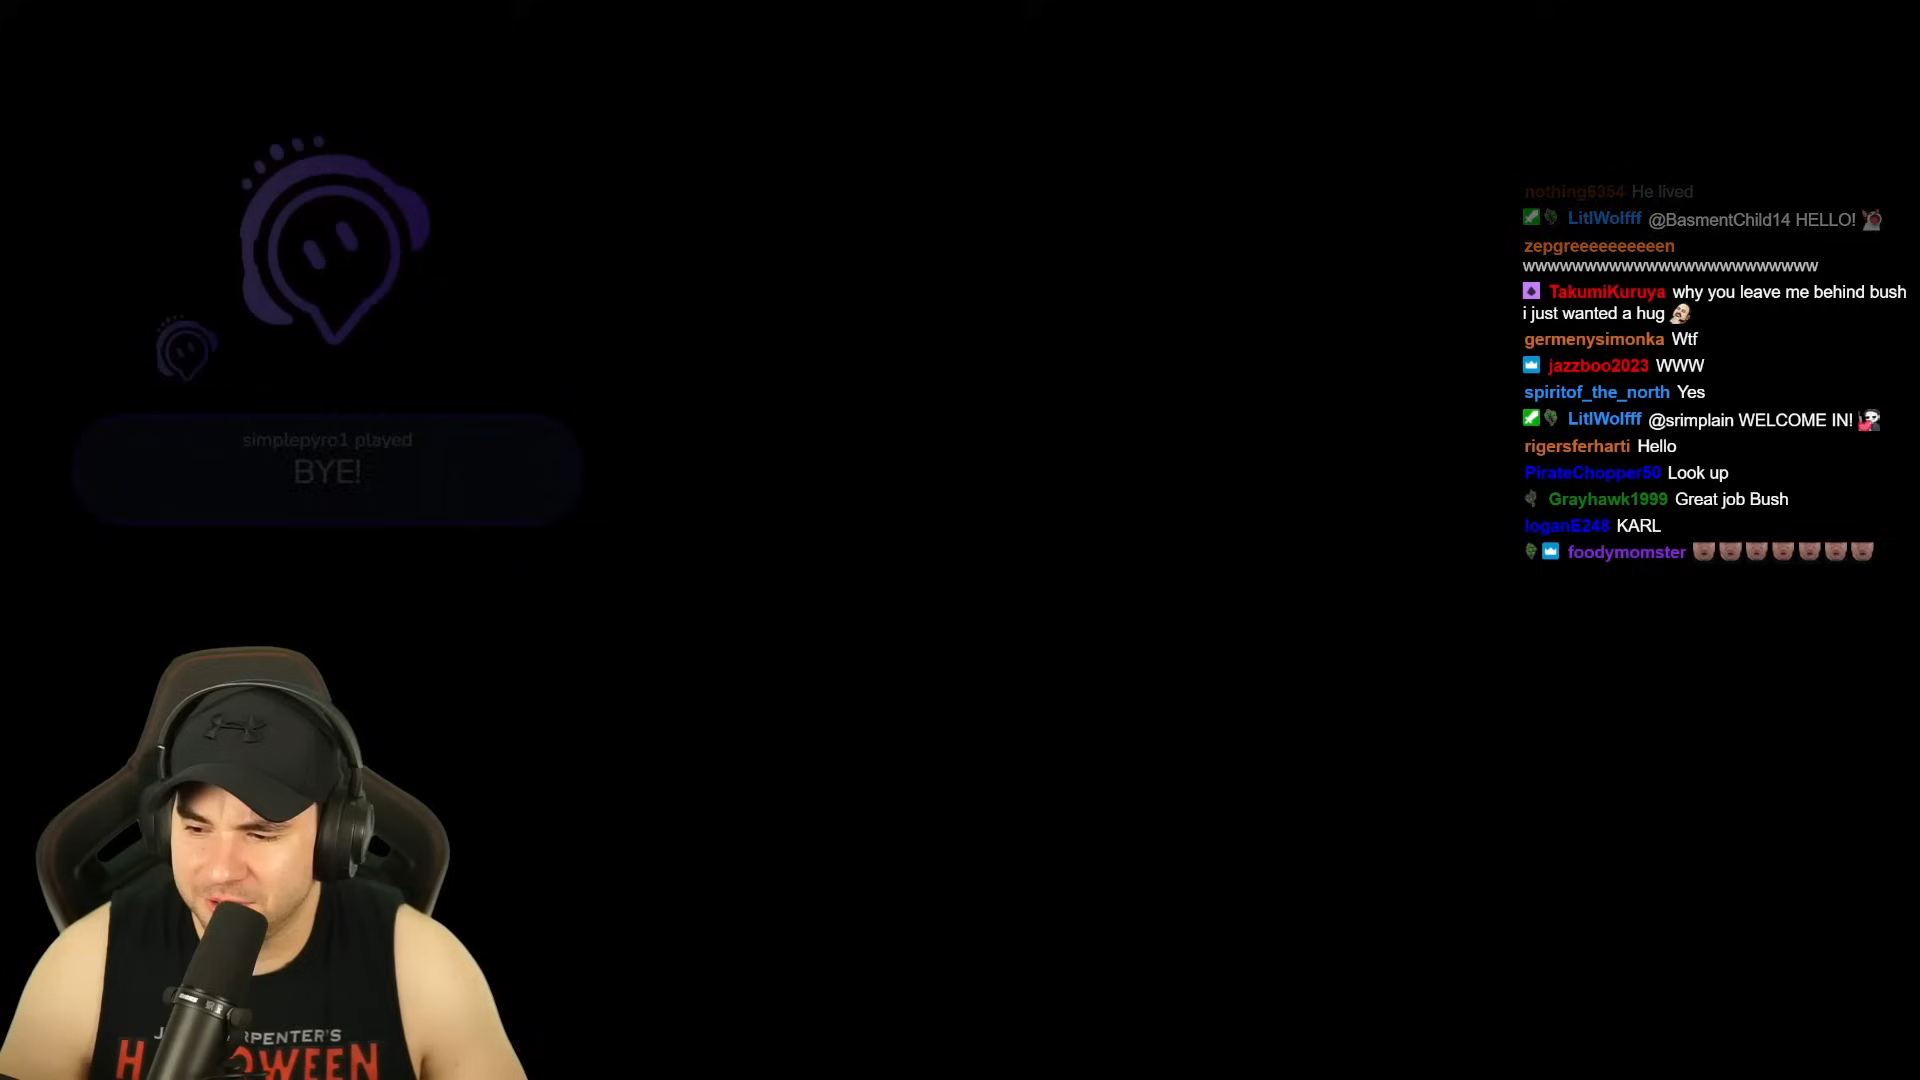 simplepyro1 played
BYE!
nothing6354 He lived
LitlWolfff @BasmentChild14 HELLO!
zepgreeeeeeeeeen
wwwwwwwwwwwwwwwwwwwwwwww
TakumiKuruya why you leave me behind bush
i just wanted a hug
germenysimonka Wtf
jazzboo2023 WWW
spiritof_the_north Yes
LitlWolfff @srimplain WELCOME IN!
rigersferharti Hello
PirateChopper50 Look up
Grayhawk1999 Great job Bush
loganE248 KARL
foodymomster